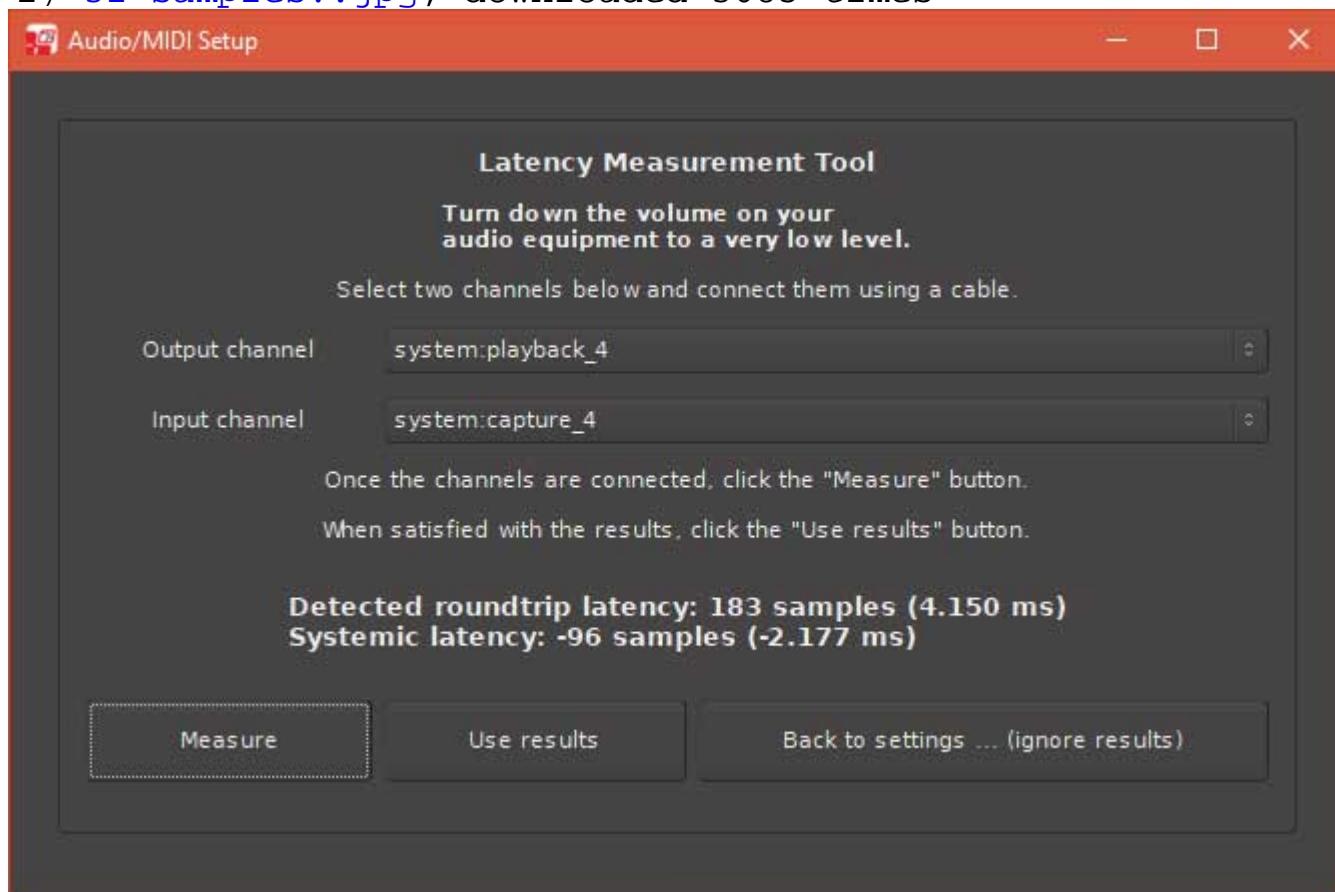 Audio/MIDI Setup
Latency Measurement Tool
Turn down the volume on your
audio equipment to a very low level.
Select two channels below and connect them using a cable.
Output channel system:playback_4
Input channel system:capture_4
Once the channels are connected, click the "Measure" button.
When satisfied with the results, click the "Use results" button.
Detected roundtrip latency: 183 samples (4.150 ms)
Systemic latency: -96 samples (-2.177 ms)
Measure Use results Back to settings ... (ignore results)